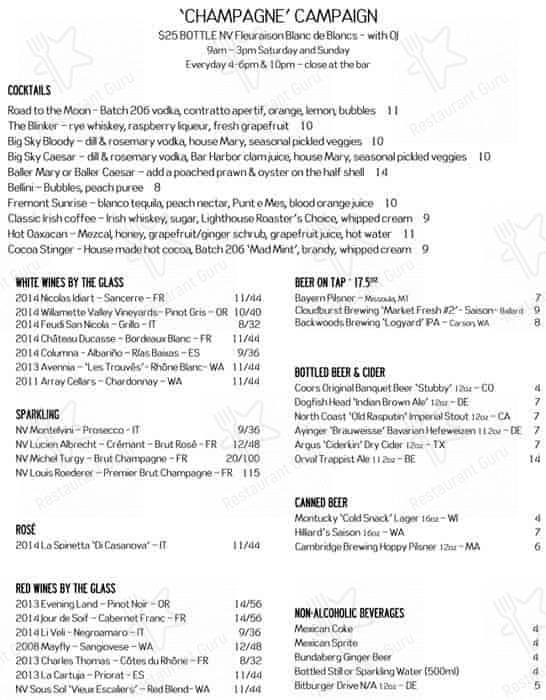 ‘CHAMPAGNE’ CAMPAIGN
$25 BOTTLE NV Fleuraison Blanc de Blancs – with OJ
9am – 3pm Saturday and Sunday
Everyday 4-6pm & 10pm – close at the bar
COCKTAILS
Road to the Moon – Batch 206 vodka, contratto apertif, orange, lemon, bubbles 11
The Blinker – rye whiskey, raspberry liqueur, fresh grapefruit 10
Big Sky Bloody – dill & rosemary vodka, house Mary, seasonal pickled veggies 10
Big Sky Caesar – dill & rosemary vodka, Bar Harbor clam juice, house Mary, seasonal pickled veggies 10
Baller Mary or Baller Caesar – add a poached prawn & oyster on the half shell 14
Bellini – Bubbles, peach puree 8
Fremont Sunrise – blanco tequila, peach nectar, Punt e Mes, blood orange juice 10
Classic Irish coffee – Irish whiskey, sugar, Lighthouse Roaster’s Choice, whipped cream 9
Hot Oaxacan – Mezcal, honey, grapefruit/ginger schrub, grapefruit juice, hot water 11
Cocoa Stinger – House made hot cocoa, Batch 206 ‘Mad Mint’, brandy, whipped cream 9
WHITE WINES BY THE GLASS
2014 Nicolas Idiart – Sancerre – FR 11/44
2014 Willamette Valley Vineyards– Pinot Gris – OR 10/40
2014 Feudi San Nicola – Grillo – IT 8/32
2014 Château Ducasse – Bordeaux Blanc – FR 11/44
2014 Columna – Albariño – Rías Baixas – ES 9/36
2013 Avennia – ‘Les Trouvés’– Rhône Blanc– WA 11/44
2011 Array Cellars – Chardonnay – WA 11/44
SPARKLING
NV Montelvini – Prosecco – IT 9/36
NV Lucien Albrecht – Crémant – Brut Rosé – FR 12/48
NV Michel Turgy – Brut Champagne – FR 20/100
NV Louis Roederer – Premier Brut Champagne – FR 115
ROSÉ
2014 La Spinetta ‘Di Casanova’ – IT 11/44
RED WINES BY THE GLASS
2013 Evening Land – Pinot Noir – OR 14/56
2014 Jour de Soif – Cabernet Franc – FR 14/56
2014 Li Veli – Negroamaro – IT 9/36
2008 Mayfly – Sangovese – WA 12/48
2013 Charles Thomas – Côtes du Rhône – FR 8/32
2013 La Cartuja – Priorat – ES 11/44
NV Sous Sol ‘Vieux Escaliers’ – Red Blend– WA 11/44
BEER ON TAP – 17.5oz
Bayern Pilsner – Missoula, MT 7
Cloudburst Brewing ‘Market Fresh #2’- Saison– Ballard 9
Backwoods Brewing ‘Logyard’ IPA – Carson, WA 8
BOTTLED BEER & CIDER
Coors Original Banquet Beer ‘Stubby’ 12oz – CO 4
Dogfish Head ‘Indian Brown Ale’ 12oz – DE 7
North Coast ‘Old Rasputin’ Imperial Stout 12oz – CA 7
Ayinger ‘Brauweisse’ Bavarian Hefeweizen 11.2oz – DE 7
Argus ‘Ciderkin’ Dry Cider 12oz – TX 7
Orval Trappist Ale 11.2oz – BE 14
CANNED BEER
Montucky ‘Cold Snack’ Lager 16oz – WI 4
Hilliard’s Saison 16oz – WA 7
Cambridge Brewing Hoppy Pilsner 12oz – MA 6
NON-ALCOHOLIC BEVERAGES
Mexican Coke 4
Mexican Sprite 4
Bundaberg Ginger Beer 4
Bottled Still or Sparkling Water (500ml) 4
Bitburger Drive N/A 12oz – DE 5
Restaurant Guru